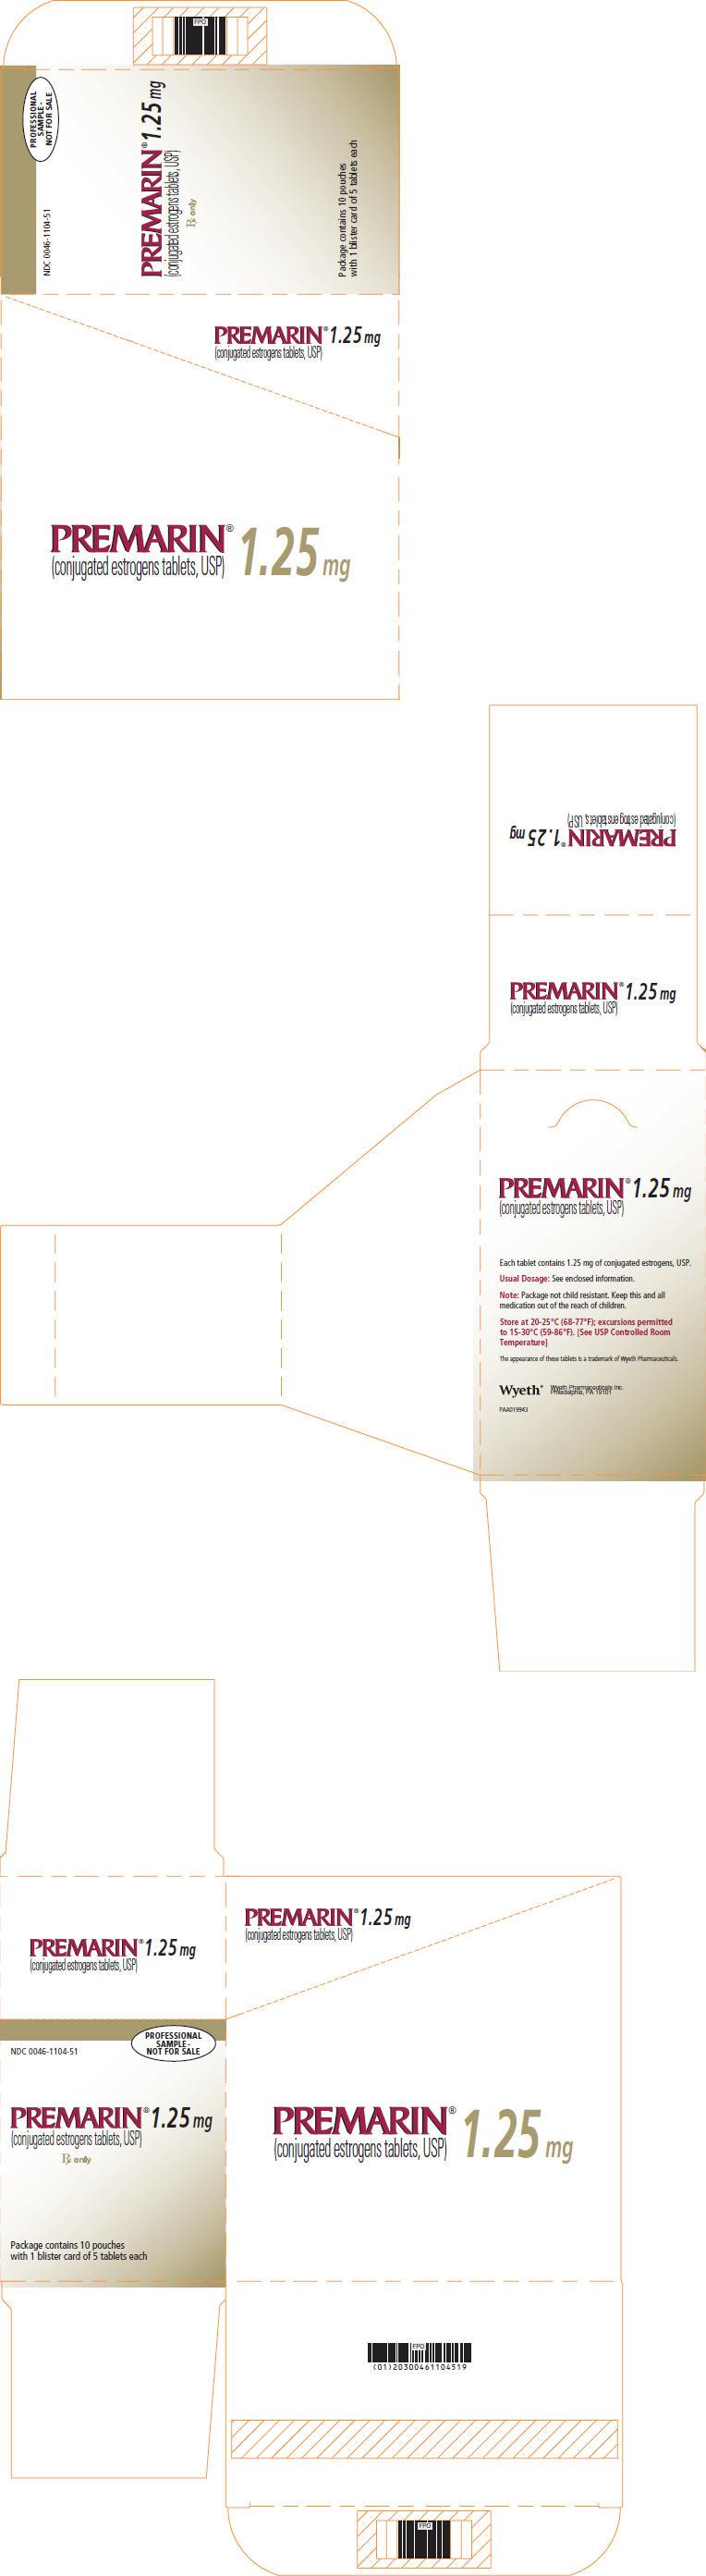 FPO
PROFESSIONAL
SAMPLE -
NOT FOR SALE
NDC 0046-1104-51
PREMARIN® 1.25 mg
(conjugated estrogens tablets, USP)
℞ only
Package contains 10 pouches
with 1 blister card of 5 tablets each
PREMARIN® 1.25 mg
(conjugated estrogens tablets, USP)
PREMARIN® 1.25 mg
(conjugated estrogens tablets, USP)
PREMARIN® 1.25 mg
(conjugated estrogens tablets, USP)
PREMARIN® 1.25 mg
(conjugated estrogens tablets, USP)
PREMARIN® 1.25 mg
(conjugated estrogens tablets, USP)
Each tablet contains 1.25 mg of conjugated estrogens, USP.
Usual Dosage: See enclosed information.
Note: Package not child resistant. Keep this and all
medication out of the reach of children.
Store at 20-25°C (68-77°F); excursions permitted
to 15-30°C (59-86°F). [See USP Controlled Room
Temperature]
The appearance of these tablets is a trademark of Wyeth Pharmaceuticals.
Wyeth® Wyeth Pharmaceuticals Inc.
Philadelphia, PA 19101
PAA019943
PREMARIN® 1.25 mg
(conjugated estrogens tablets, USP)
PREMARIN® 1.25 mg
(conjugated estrogens tablets, USP)
PROFESSIONAL
SAMPLE -
NOT FOR SALE
NDC 0046-1104-51
PREMARIN® 1.25 mg
(conjugated estrogens tablets, USP)
℞ only
Package contains 10 pouches
with 1 blister card of 5 tablets each
PREMARIN® 1.25 mg
(conjugated estrogens tablets, USP)
FPO
(01)20300461104519
FPO